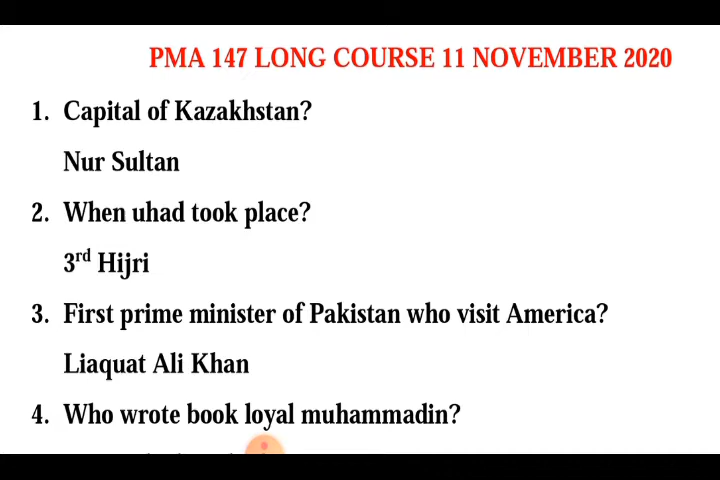 PMA 147 LONG COURSE 11 NOVEMBER 2020
1. Capital of Kazakhstan?
Nur Sultan
2. When uhad took place?
3rd Hijri
3. First prime minister of Pakistan who visit America?
Liaquat Ali Khan
4. Who wrote book loyal muhammadin?